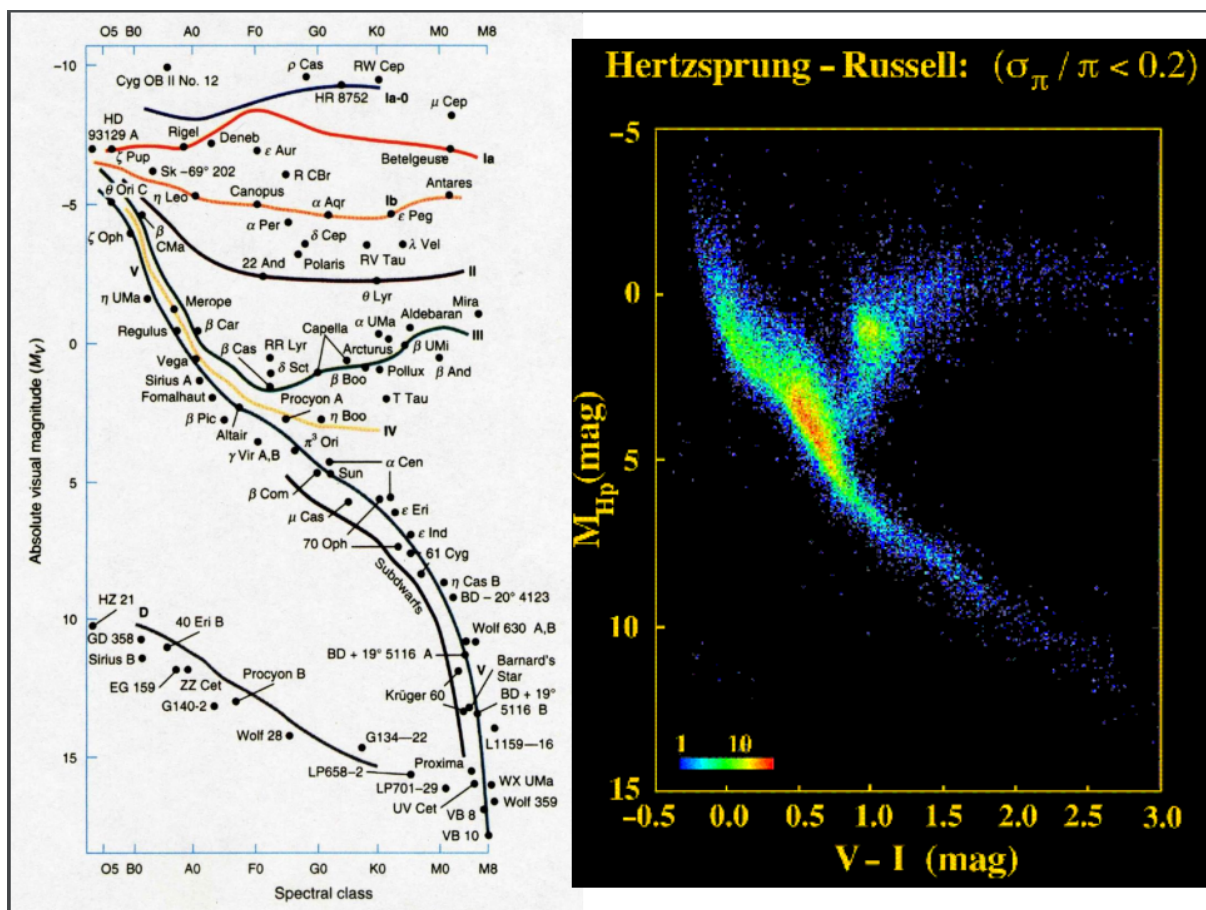 O5 B0 A0 F0 G0 K0 M0 M8
−10
−5
0
5
10
15
Absolute visual magnitude (Mv)
Cyg OB II No. 12
ρ Cas
RW Cep
HR 8752
Ia-0
μ Cep
HD
93129 A
Rigel
Deneb
ζ Pup
ε Aur
Betelgeuse
Ia
Sk −69° 202
R CBr
Antares
θ Ori C
η Leo
Canopus
α Aqr
Ib
ε Peg
α Per
δ Cep
λ Vel
ζ Oph
β
CMa
Polaris
RV Tau
V
22 And
II
η UMa
Merope
θ Lyr
Mira
Aldebaran
Regulus
β Car
Capella
α UMa
III
β Cas
RR Lyr
Arcturus
β UMi
Vega
δ Sct
β Boo
Pollux
β And
Sirius A
Fomalhaut
Procyon A
T Tau
β Pic
η Boo
Altair
IV
π³ Ori
γ Vir A,B
α Cen
Sun
β Com
μ Cas
ε Eri
70 Oph
ε Ind
61 Cyg
Subdwarfs
η Cas B
BD − 20° 4123
HZ 21
D
40 Eri B
GD 358
Sirius B
Wolf 630 A,B
BD + 19° 5116 A
V
Barnard's
Star
EG 159
ZZ Cet
Procyon B
Krüger 60
BD + 19°
5116 B
G140-2
Wolf 28
G134—22
L1159—16
LP658−2
Proxima
LP701−29
WX UMa
UV Cet
Wolf 359
VB 8
VB 10
O5 B0 A0 F0 G0 K0 M0 M8
Spectral class
Hertzsprung – Russell: (σπ / π < 0.2)
−5
0
5
10
15
MHp (mag)
1 10
−0.5 0.0 0.5 1.0 1.5 2.0 2.5 3.0
V – I (mag)